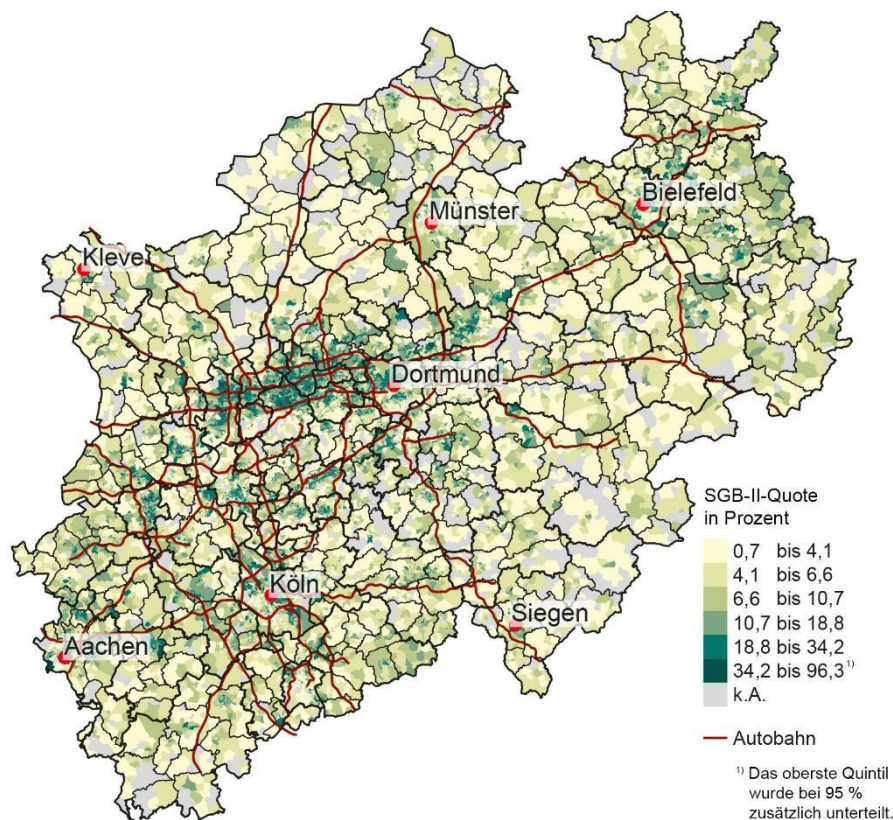 Bielefeld
Münster
Kleve
Dortmund
Köln
Siegen
Aachen
SGB-II-Quote
in Prozent
0,7 bis 4,1
4,1 bis 6,6
6,6 bis 10,7
10,7 bis 18,8
18,8 bis 34,2
34,2 bis 96,3¹⁾
k.A.
Autobahn
¹⁾ Das oberste Quintil
wurde bei 95 %
zusätzlich unterteilt.